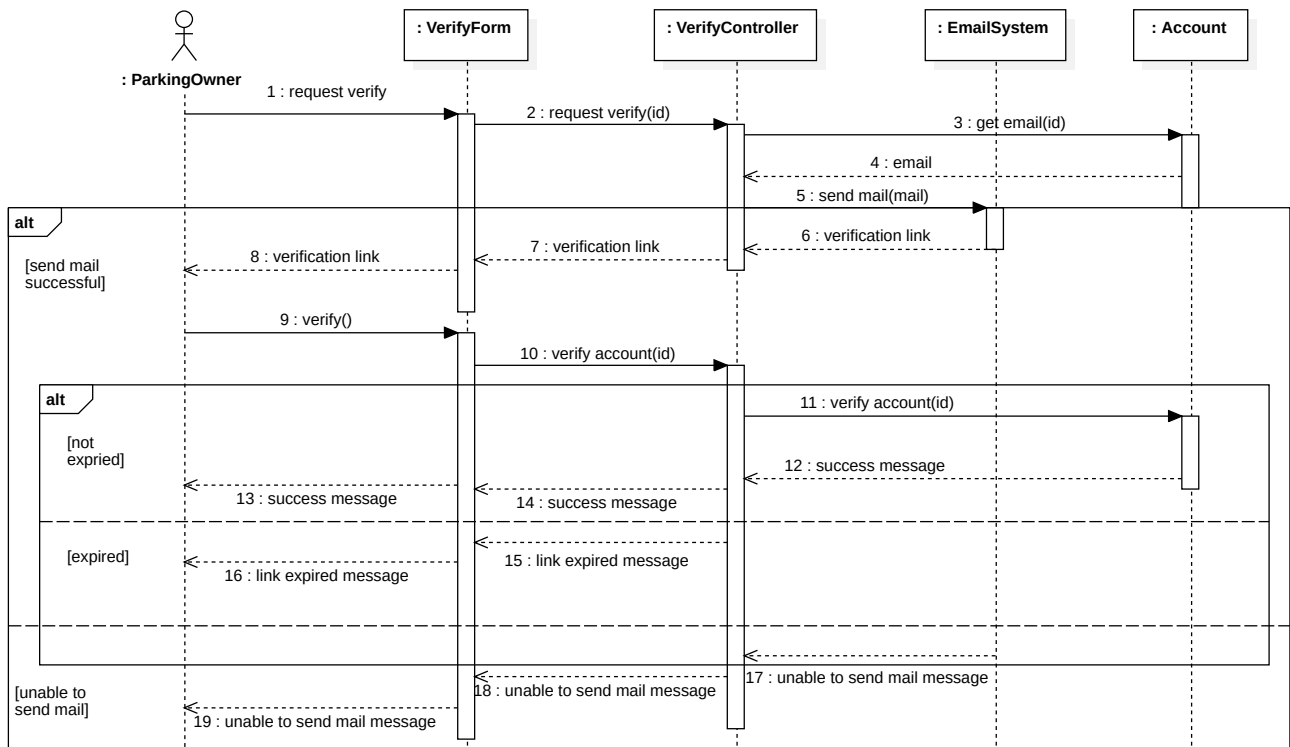 : VerifyForm
: VerifyController
: EmailSystem
: Account
: ParkingOwner
1 : request verify
2 : request verify(id)
3 : get email(id)
4 : email
5 : send mail(mail)
alt
6 : verification link
7 : verification link
8 : verification link
[send mail
successful]
9 : verify()
10 : verify account(id)
alt
11 : verify account(id)
[not
expried]
12 : success message
13 : success message
14 : success message
[expired]
15 : link expired message
16 : link expired message
17 : unable to send mail message
18 : unable to send mail message
[unable to
send mail]
19 : unable to send mail message